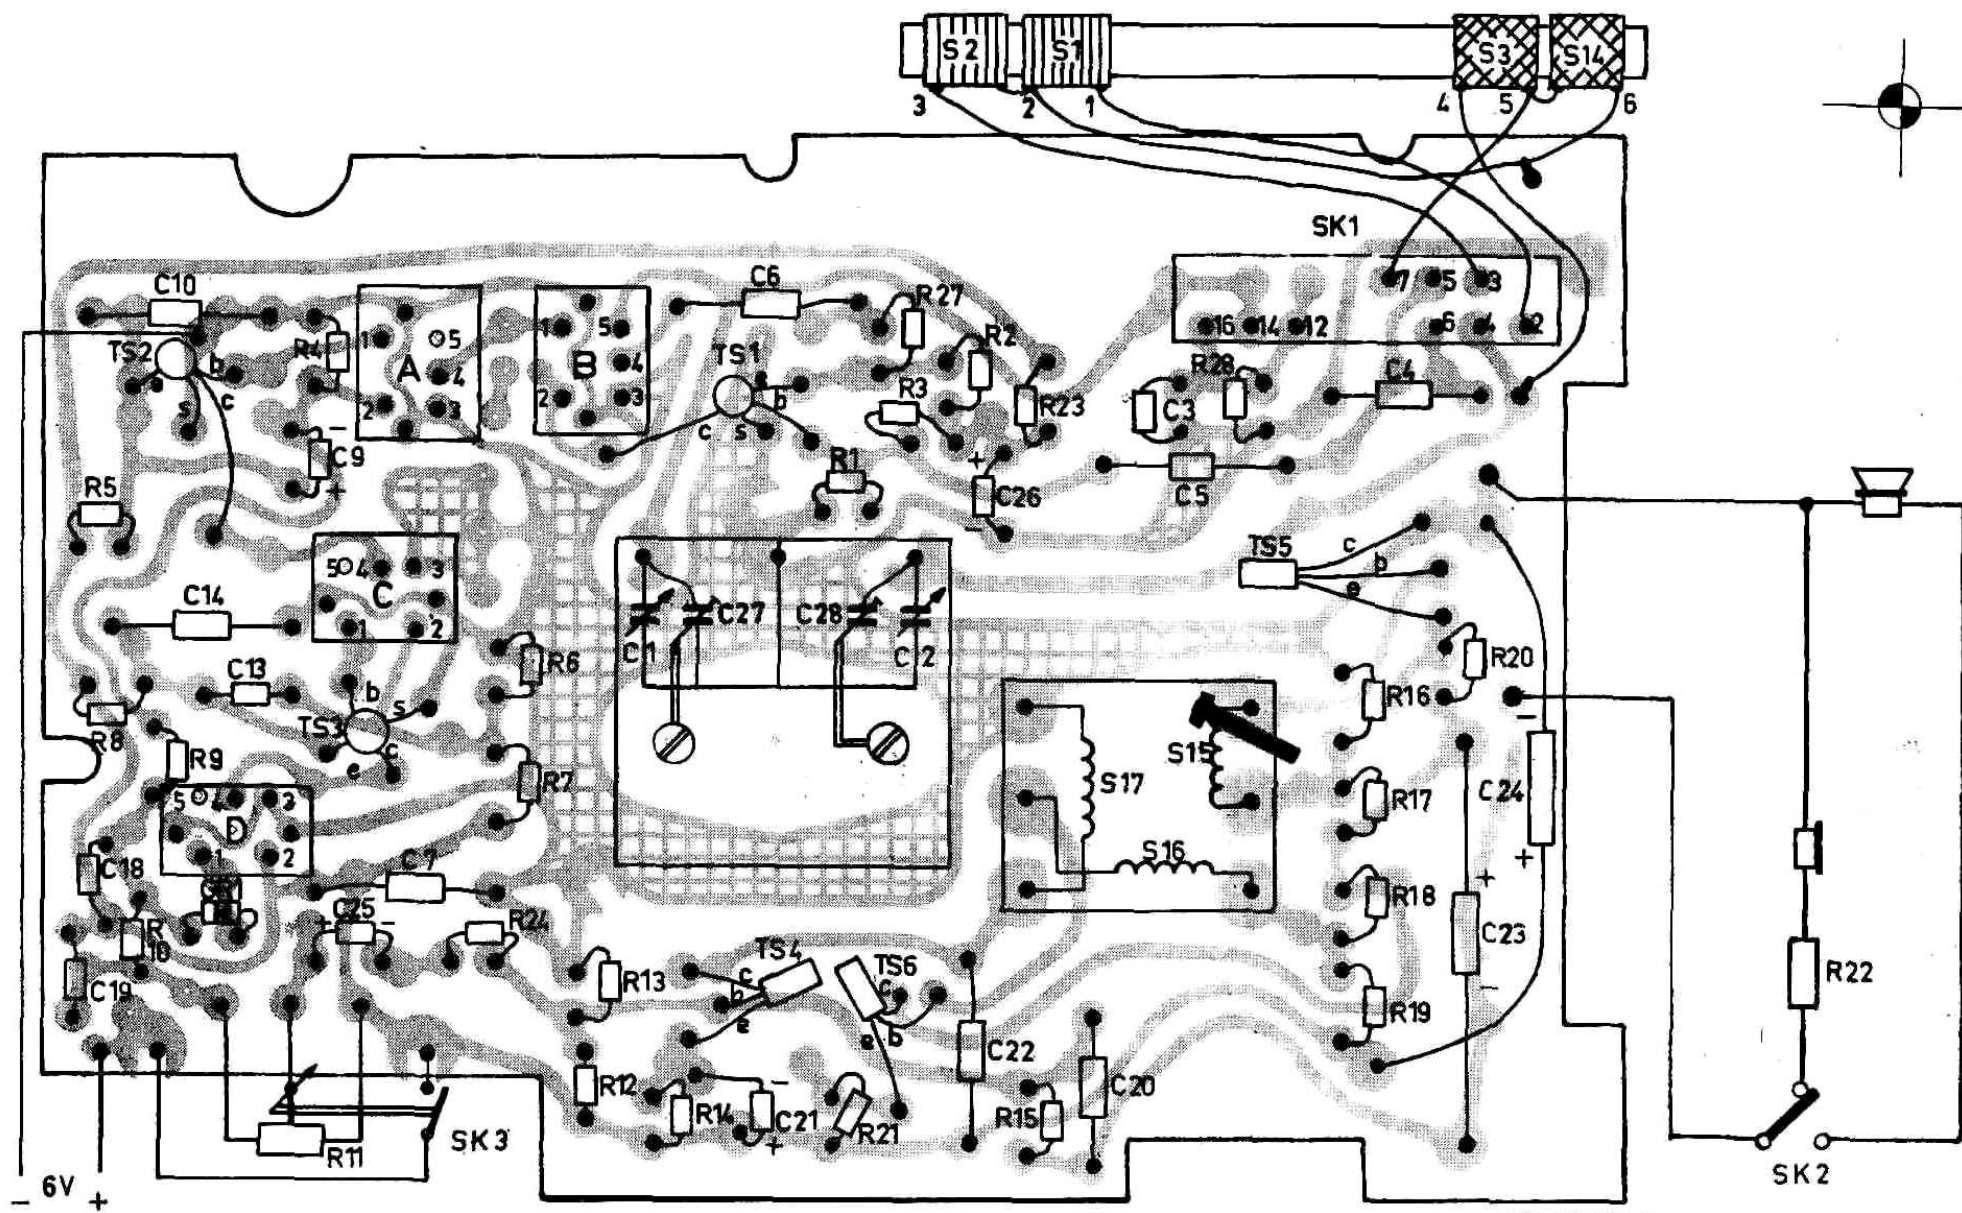 S2 S1 S3 S14
3 2 1 4 5 6
SK1
C10 C6
R27
7 5 3
16 14 12 6 4 2
TS2 b R4 1 5 1 5 R2
A B TS1
e 4 4 e R28 C4
s c 2 3 2 3 b R3
c s R23 C3
- C9 +
R5 R1 + C26 - C5
TS5 c
b
e
5 4 3
C
C14 1 2
C1 C27 C28 C2
R6 R20
C13 b s R16 -
TS3
R8 R9 e c S15
R7 S17
5 4 3 R17 C24
D
1 2 +
C18 C7 S16
+ R18
C25
+ - R24 C23
R
10 TS4 TS6
C19 R13 c c R22
b -
e e b R19
C22
R12 R14 - C21 + R21 R15 C20
SK3
R11
- 6V +
SK2